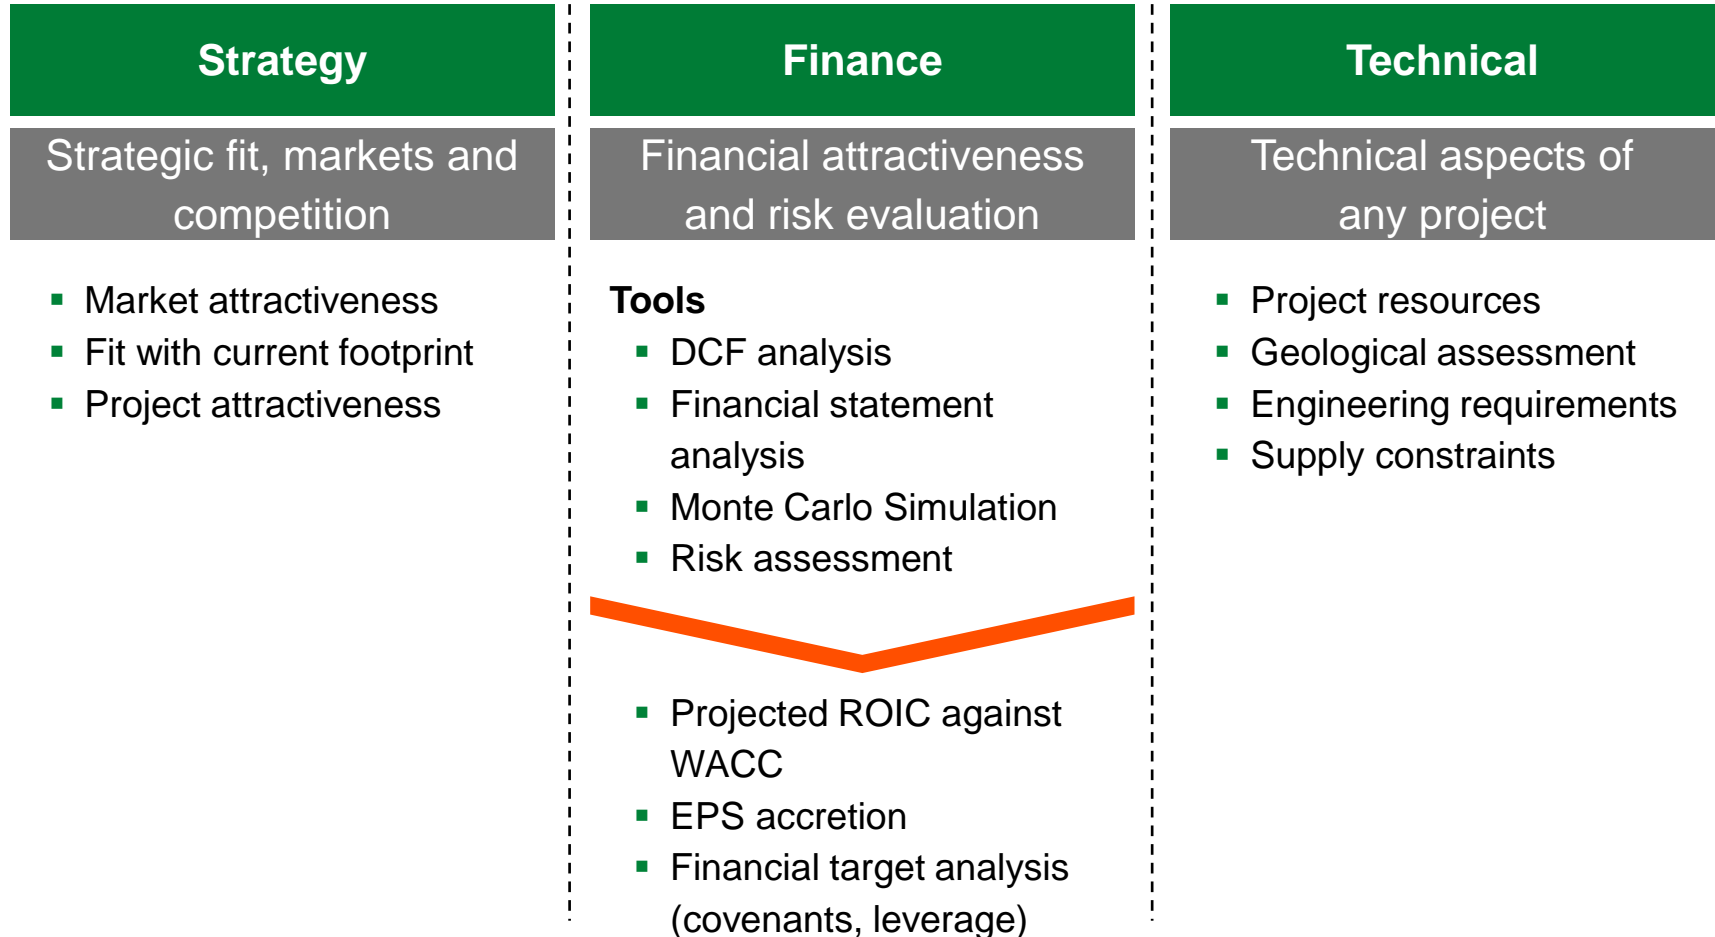 Strategy
Strategic fit, markets and
competition
▪ Market attractiveness
▪ Fit with current footprint
▪ Project attractiveness
Finance
Financial attractiveness
and risk evaluation
Tools
▪ DCF analysis
▪ Financial statement
analysis
▪ Monte Carlo Simulation
▪ Risk assessment
▪ Projected ROIC against
WACC
▪ EPS accretion
▪ Financial target analysis
(covenants, leverage)
Technical
Technical aspects of
any project
▪ Project resources
▪ Geological assessment
▪ Engineering requirements
▪ Supply constraints